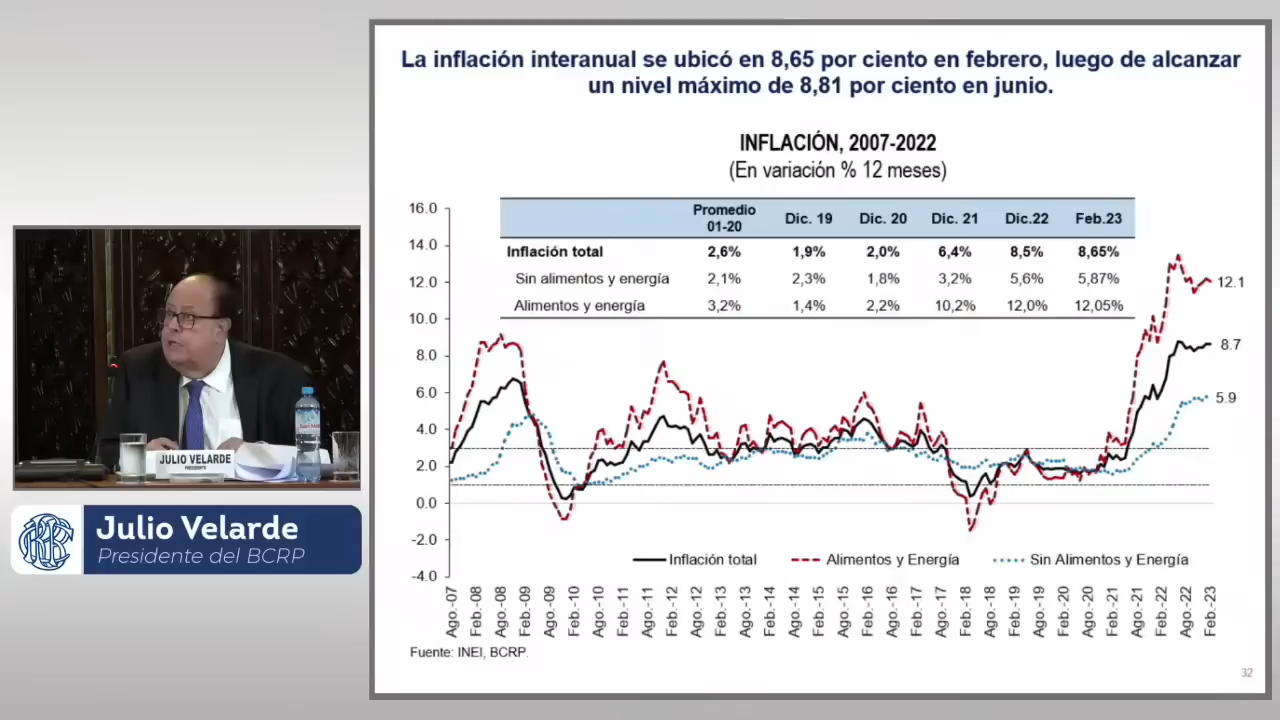 La inflación interanual se ubicó en 8,65 por ciento en febrero, luego de alcanzar
un nivel máximo de 8,81 por ciento en junio.
INFLACIÓN, 2007-2022
(En variación % 12 meses)
Promedio 01-20 Dic. 19 Dic. 20 Dic. 21 Dic.22 Feb.23
Inflación total 2,6% 1,9% 2,0% 6,4% 8,5% 8,65%
Sin alimentos y energía 2,1% 2,3% 1,8% 3,2% 5,6% 5,87%
Alimentos y energía 3,2% 1,4% 2,2% 10,2% 12,0% 12,05%
16.0
14.0
12.0
10.0
8.0
6.0
4.0
2.0
0.0
-2.0
-4.0
12.1
8.7
5.9
Inflación total Alimentos y Energía Sin Alimentos y Energía
Ago.-07 Feb.-08 Ago.-08 Feb.-09 Ago.-09 Feb.-10 Ago.-10 Feb.-11 Ago.-11 Feb.-12 Ago.-12 Feb.-13 Ago.-13 Feb.-14 Ago.-14 Feb.-15 Ago.-15 Feb.-16 Ago.-16 Feb.-17 Ago.-17 Feb.-18 Ago.-18 Feb.-19 Ago.-19 Feb.-20 Ago.-20 Feb.-21 Ago.-21 Feb.-22 Ago.-22 Feb.-23
Fuente: INEI, BCRP.
32
JULIO VELARDE
PRESIDENTE
Julio Velarde
Presidente del BCRP